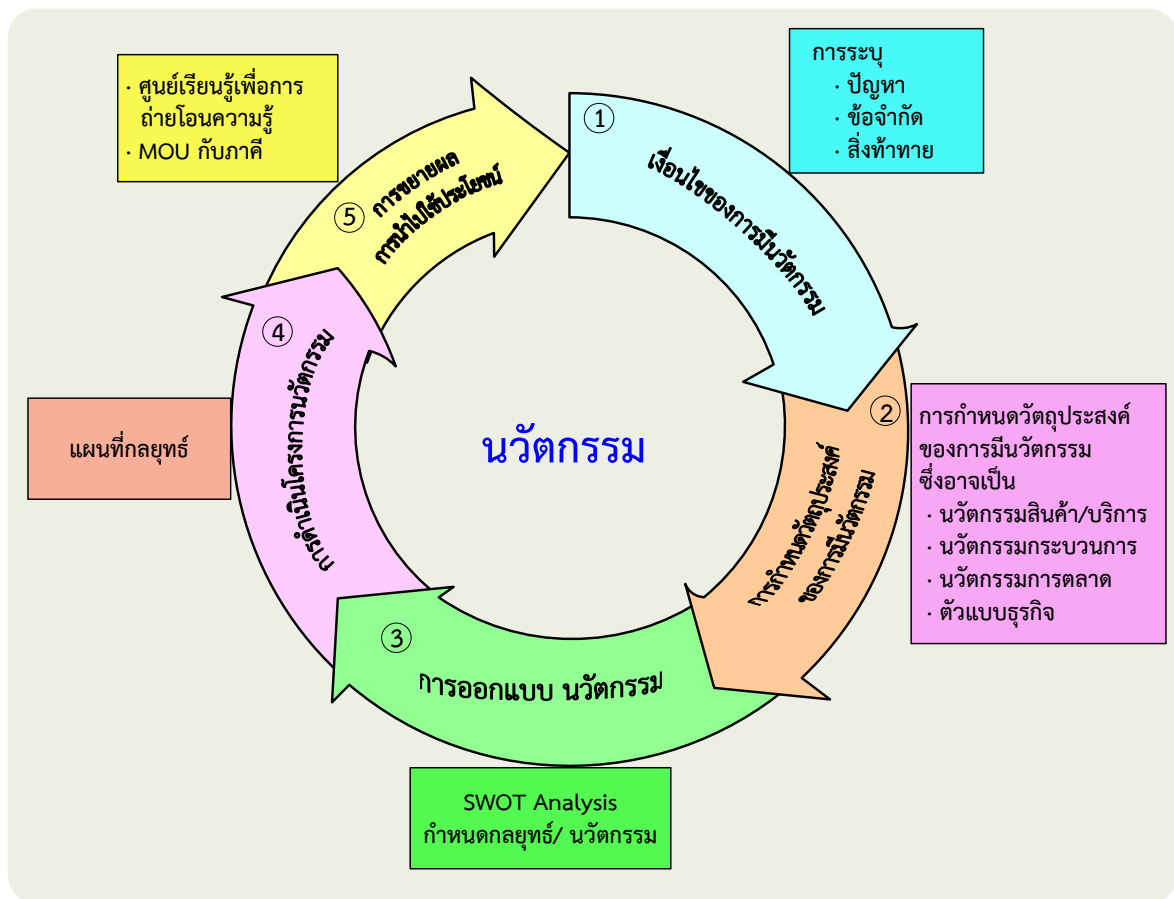 ①
เงื่อนไขของการมีนวัตกรรม
การระบุ
· ปัญหา
· ข้อจำกัด
· สิ่งท้าทาย
②
การกำหนดวัตถุประสงค์
ของการมีนวัตกรรม
การกำหนดวัตถุประสงค์
ของการมีนวัตกรรม
ซึ่งอาจเป็น
· นวัตกรรมสินค้า/บริการ
· นวัตกรรมกระบวนการ
· นวัตกรรมการตลาด
· ตัวแบบธุรกิจ
③
การออกแบบ นวัตกรรม
SWOT Analysis
กำหนดกลยุทธ์/ นวัตกรรม
④
การดำเนินโครงการนวัตกรรม
แผนที่กลยุทธ์
⑤
การขยายผล
การนำไปใช้ประโยชน์
· ศูนย์เรียนรู้เพื่อการ
ถ่ายโอนความรู้
· MOU กับภาคี
นวัตกรรม